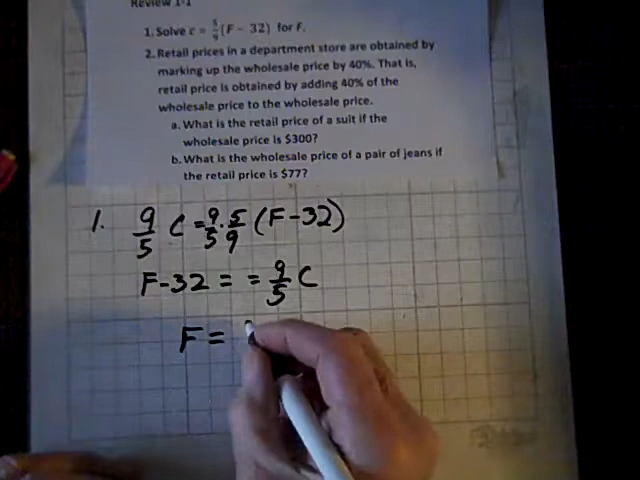 Review 1-1
1. Solve c = 5/9 (F - 32) for F.
2. Retail prices in a department store are obtained by
marking up the wholesale price by 40%. That is,
retail price is obtained by adding 40% of the
wholesale price to the wholesale price.
a. What is the retail price of a suit if the
wholesale price is $300?
b. What is the wholesale price of a pair of jeans if
the retail price is $77?
1. 9/5 C = 9/5 · 5/9 (F - 32)
F - 32 = = 9/5 C
F =